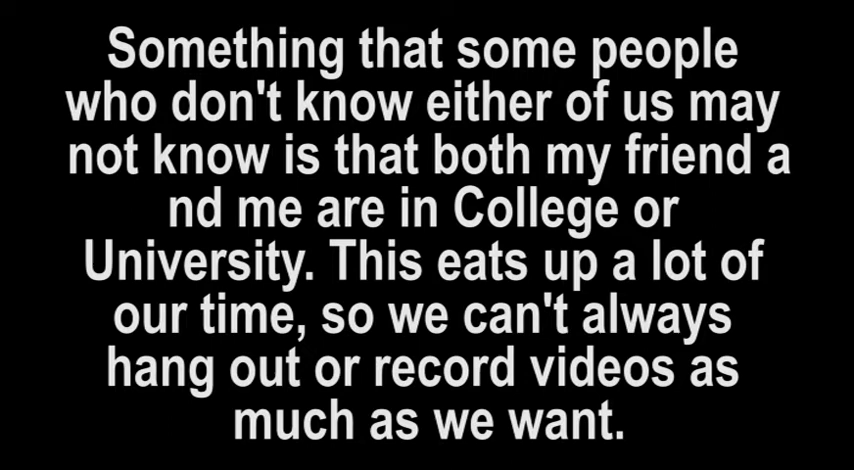 Something that some people
who don't know either of us may
not know is that both my friend a
nd me are in College or
University. This eats up a lot of
our time, so we can't always
hang out or record videos as
much as we want.